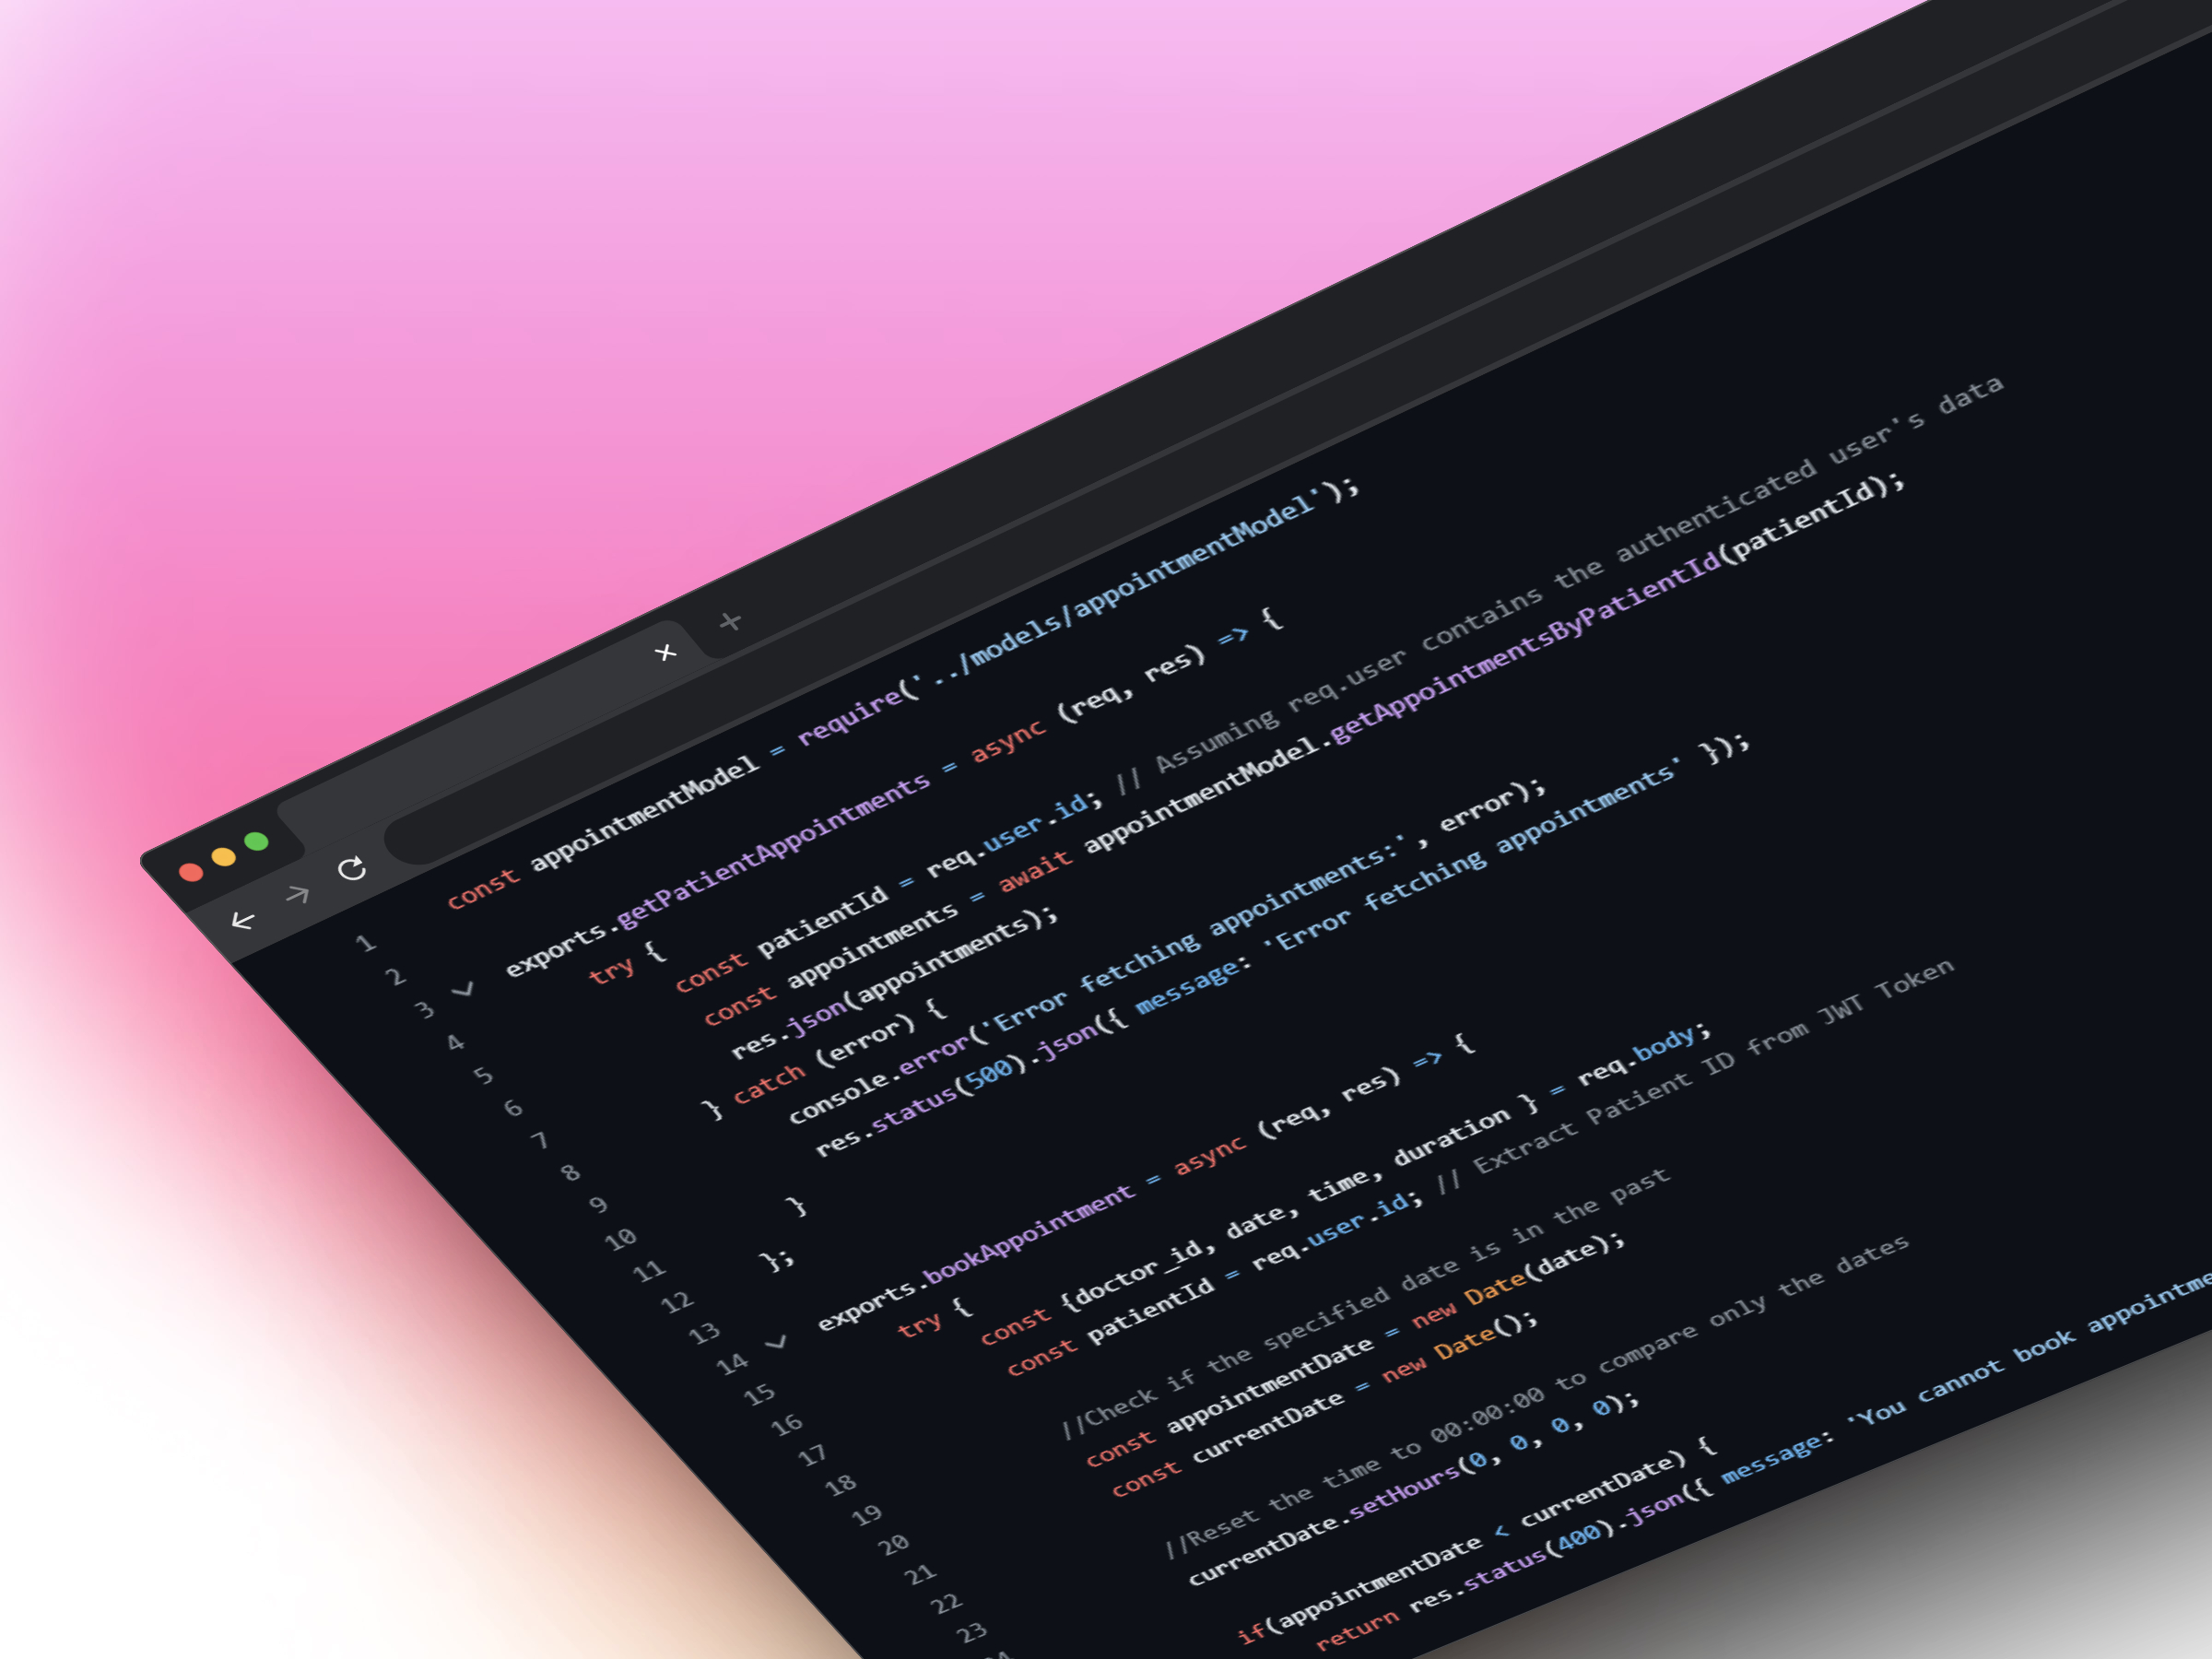 1 const appointmentModel = require('../models/appointmentModel');
2
3 exports.getPatientAppointments = async (req, res) => {
4 try {
5 const patientId = req.user.id; // Assuming req.user contains the authenticated user's data
6 const appointments = await appointmentModel.getAppointmentsByPatientId(patientId);
7 res.json(appointments);
8 } catch (error) {
9 console.error('Error fetching appointments:', error);
10 res.status(500).json({ message: 'Error fetching appointments' });
11 }
12 };
13
14 exports.bookAppointment = async (req, res) => {
15 try {
16 const {doctor_id, date, time, duration } = req.body;
17 const patientId = req.user.id; // Extract Patient ID from JWT Token
18
19 //Check if the specified date is in the past
20 const appointmentDate = new Date(date);
21 const currentDate = new Date();
22
23 //Reset the time to 00:00:00 to compare only the dates
currentDate.setHours(0, 0, 0, 0);
if(appointmentDate < currentDate) {
return res.status(400).json({ message: 'You cannot book